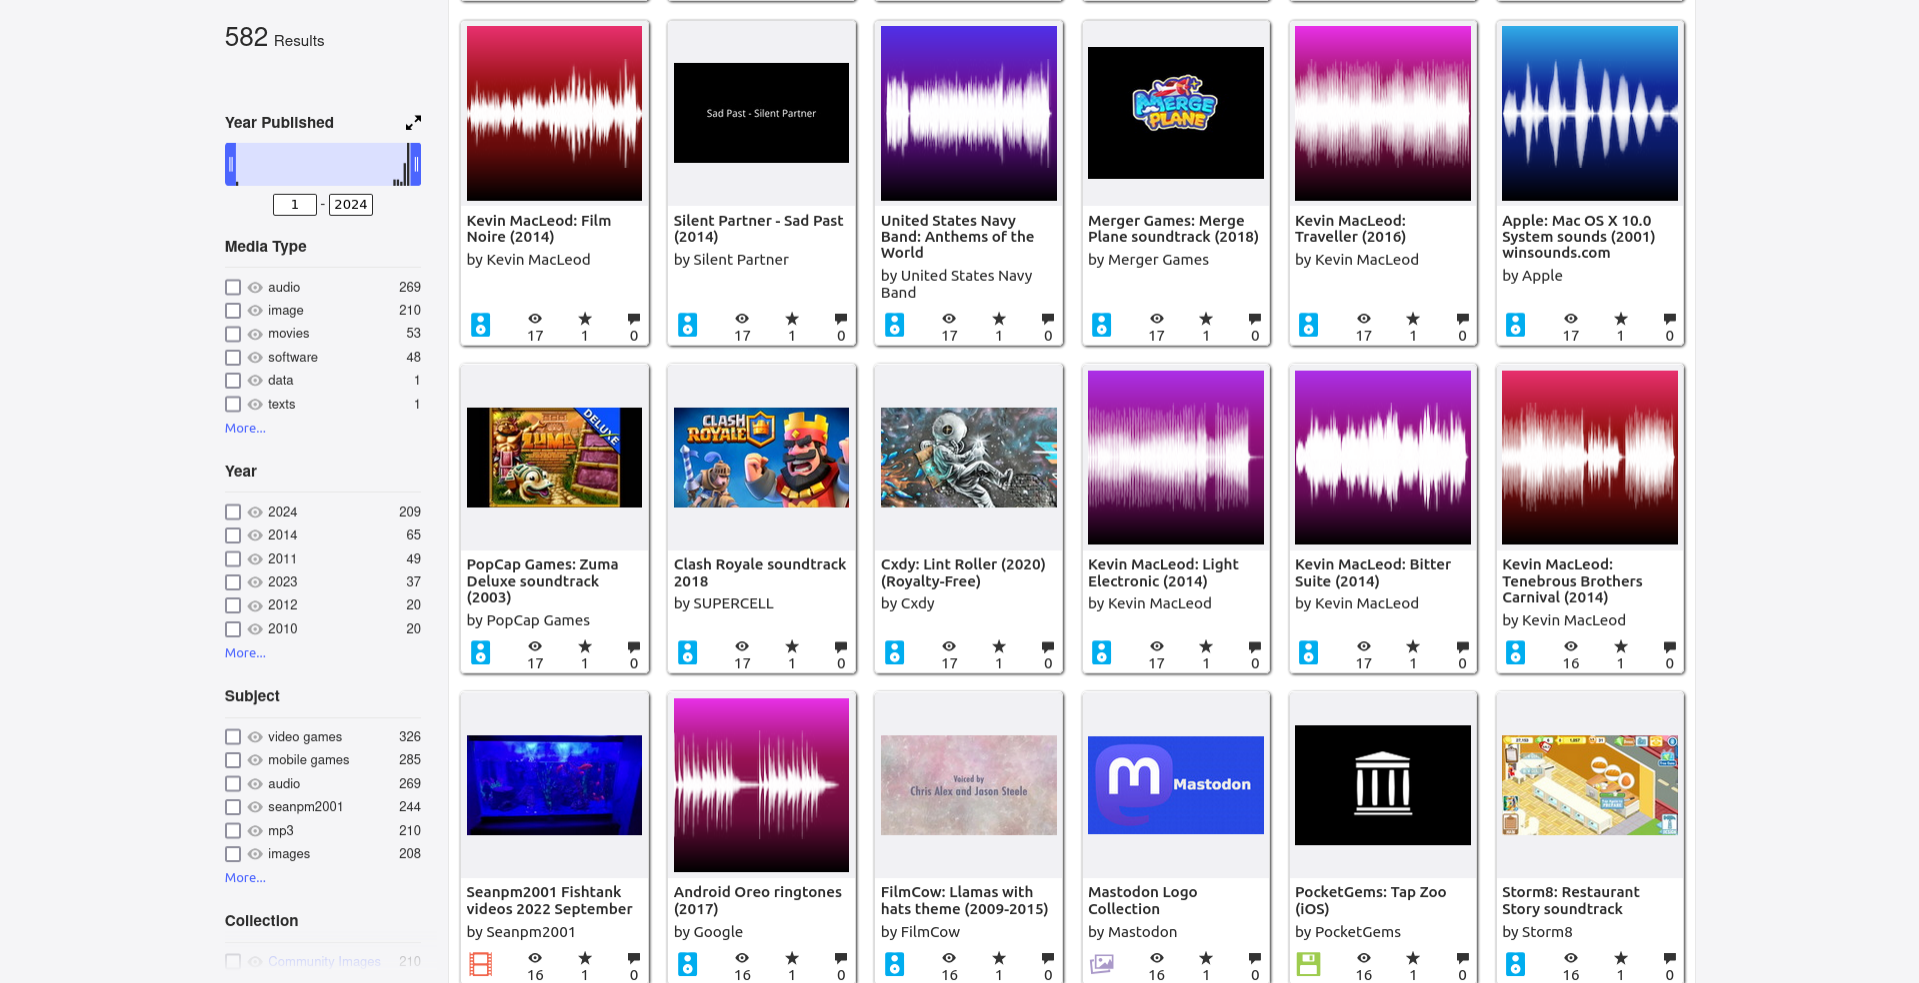 582 Results
Year Published
1 - 2024
Media Type
audio 269
image 210
movies 53
software 48
data 1
texts 1
More...
Year
2024 209
2014 65
2011 49
2023 37
2012 20
2010 20
More...
Subject
video games 326
mobile games 285
audio 269
seanpm2001 244
mp3 210
images 208
More...
Collection
Community Images 210
Kevin MacLeod: Film
Noire (2014)
by Kevin MacLeod
17 1 0
Sad Past - Silent Partner
Silent Partner - Sad Past
(2014)
by Silent Partner
17 1 0
United States Navy
Band: Anthems of the
World
by United States Navy
Band
17 1 0
MERGE
PLANE
Merger Games: Merge
Plane soundtrack (2018)
by Merger Games
17 1 0
Kevin MacLeod:
Traveller (2016)
by Kevin MacLeod
17 1 0
Apple: Mac OS X 10.0
System sounds (2001)
winsounds.com
by Apple
17 1 0
ZUMA
DELUXE
PopCap Games: Zuma
Deluxe soundtrack
(2003)
by PopCap Games
17 1 0
CLASH
ROYALE
Clash Royale soundtrack
2018
by SUPERCELL
17 1 0
Cxdy: Lint Roller (2020)
(Royalty-Free)
by Cxdy
17 1 0
Kevin MacLeod: Light
Electronic (2014)
by Kevin MacLeod
17 1 0
Kevin MacLeod: Bitter
Suite (2014)
by Kevin MacLeod
17 1 0
Kevin MacLeod:
Tenebrous Brothers
Carnival (2014)
by Kevin MacLeod
16 1 0
Seanpm2001 Fishtank
videos 2022 September
by Seanpm2001
16 1 0
Android Oreo ringtones
(2017)
by Google
16 1 0
Voiced by
Chris Alex and Jason Steele
FilmCow: Llamas with
hats theme (2009-2015)
by FilmCow
16 1 0
m Mastodon
Mastodon Logo
Collection
by Mastodon
16 1 0
PocketGems: Tap Zoo
(iOS)
by PocketGems
16 1 0
Storm8: Restaurant
Story soundtrack
by Storm8
16 1 0